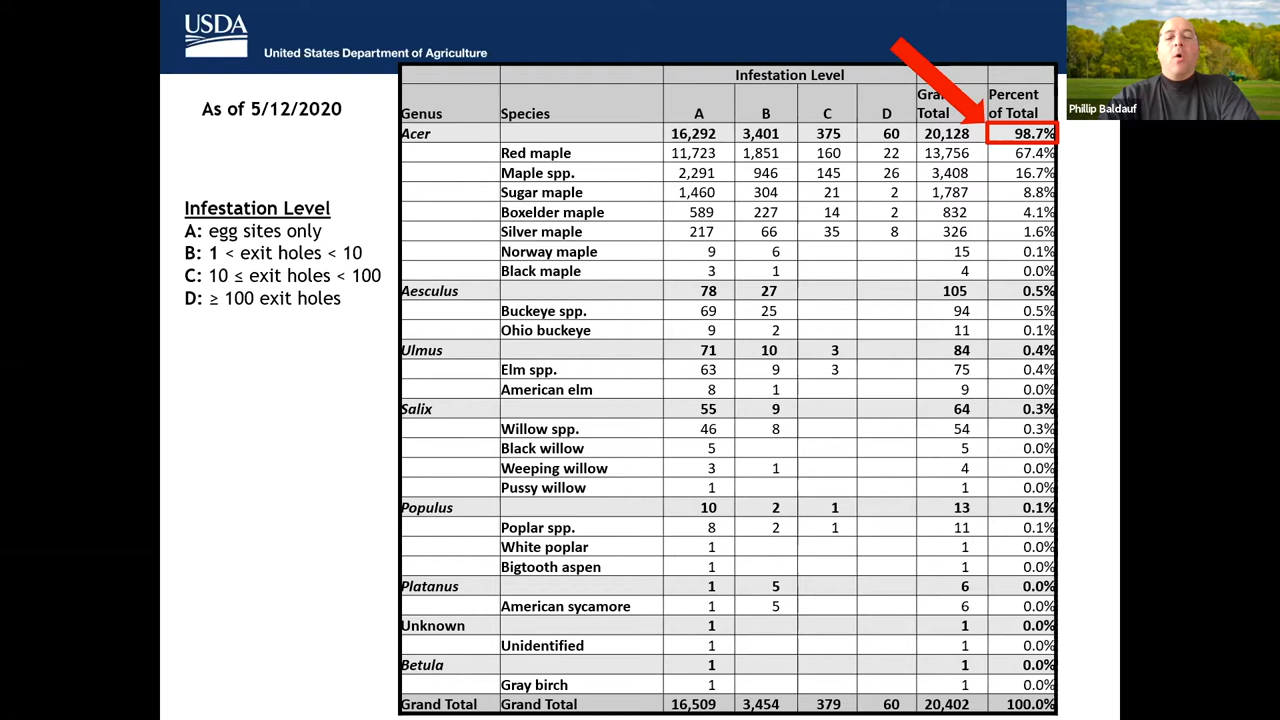 USDA
United States Department of Agriculture
Phillip Baldauf
As of 5/12/2020
Infestation Level
A: egg sites only
B: 1 < exit holes < 10
C: 10 ≤ exit holes < 100
D: ≥ 100 exit holes
Infestation Level
Genus Species A B C D Grand Total Percent of Total
Acer 16,292 3,401 375 60 20,128 98.7%
Red maple 11,723 1,851 160 22 13,756 67.4%
Maple spp. 2,291 946 145 26 3,408 16.7%
Sugar maple 1,460 304 21 2 1,787 8.8%
Boxelder maple 589 227 14 2 832 4.1%
Silver maple 217 66 35 8 326 1.6%
Norway maple 9 6 15 0.1%
Black maple 3 1 4 0.0%
Aesculus 78 27 105 0.5%
Buckeye spp. 69 25 94 0.5%
Ohio buckeye 9 2 11 0.1%
Ulmus 71 10 3 84 0.4%
Elm spp. 63 9 3 75 0.4%
American elm 8 1 9 0.0%
Salix 55 9 64 0.3%
Willow spp. 46 8 54 0.3%
Black willow 5 5 0.0%
Weeping willow 3 1 4 0.0%
Pussy willow 1 1 0.0%
Populus 10 2 1 13 0.1%
Poplar spp. 8 2 1 11 0.1%
White poplar 1 1 0.0%
Bigtooth aspen 1 1 0.0%
Platanus 1 5 6 0.0%
American sycamore 1 5 6 0.0%
Unknown 1 1 0.0%
Unidentified 1 1 0.0%
Betula 1 1 0.0%
Gray birch 1 1 0.0%
Grand Total Grand Total 16,509 3,454 379 60 20,402 100.0%